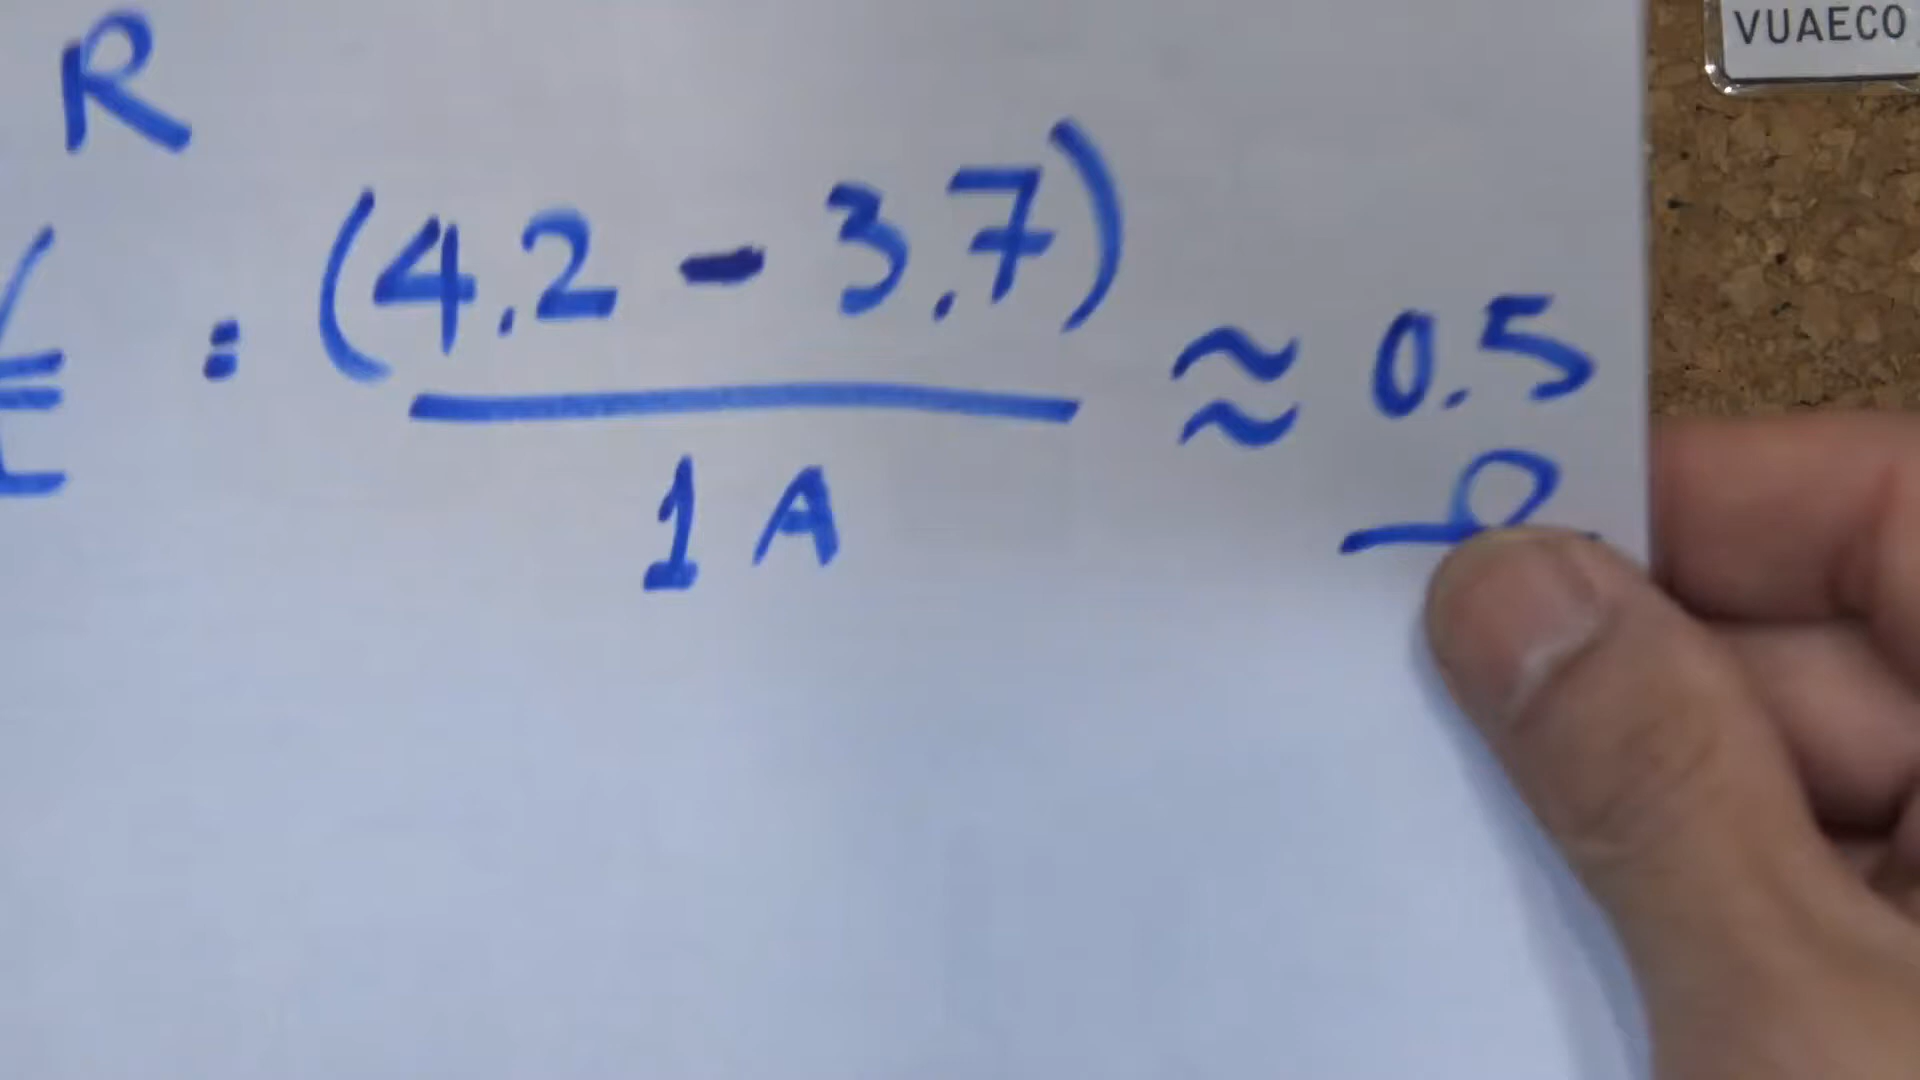 VUAECO
R
= (4.2 - 3.7) ≈ 0.5
1 A